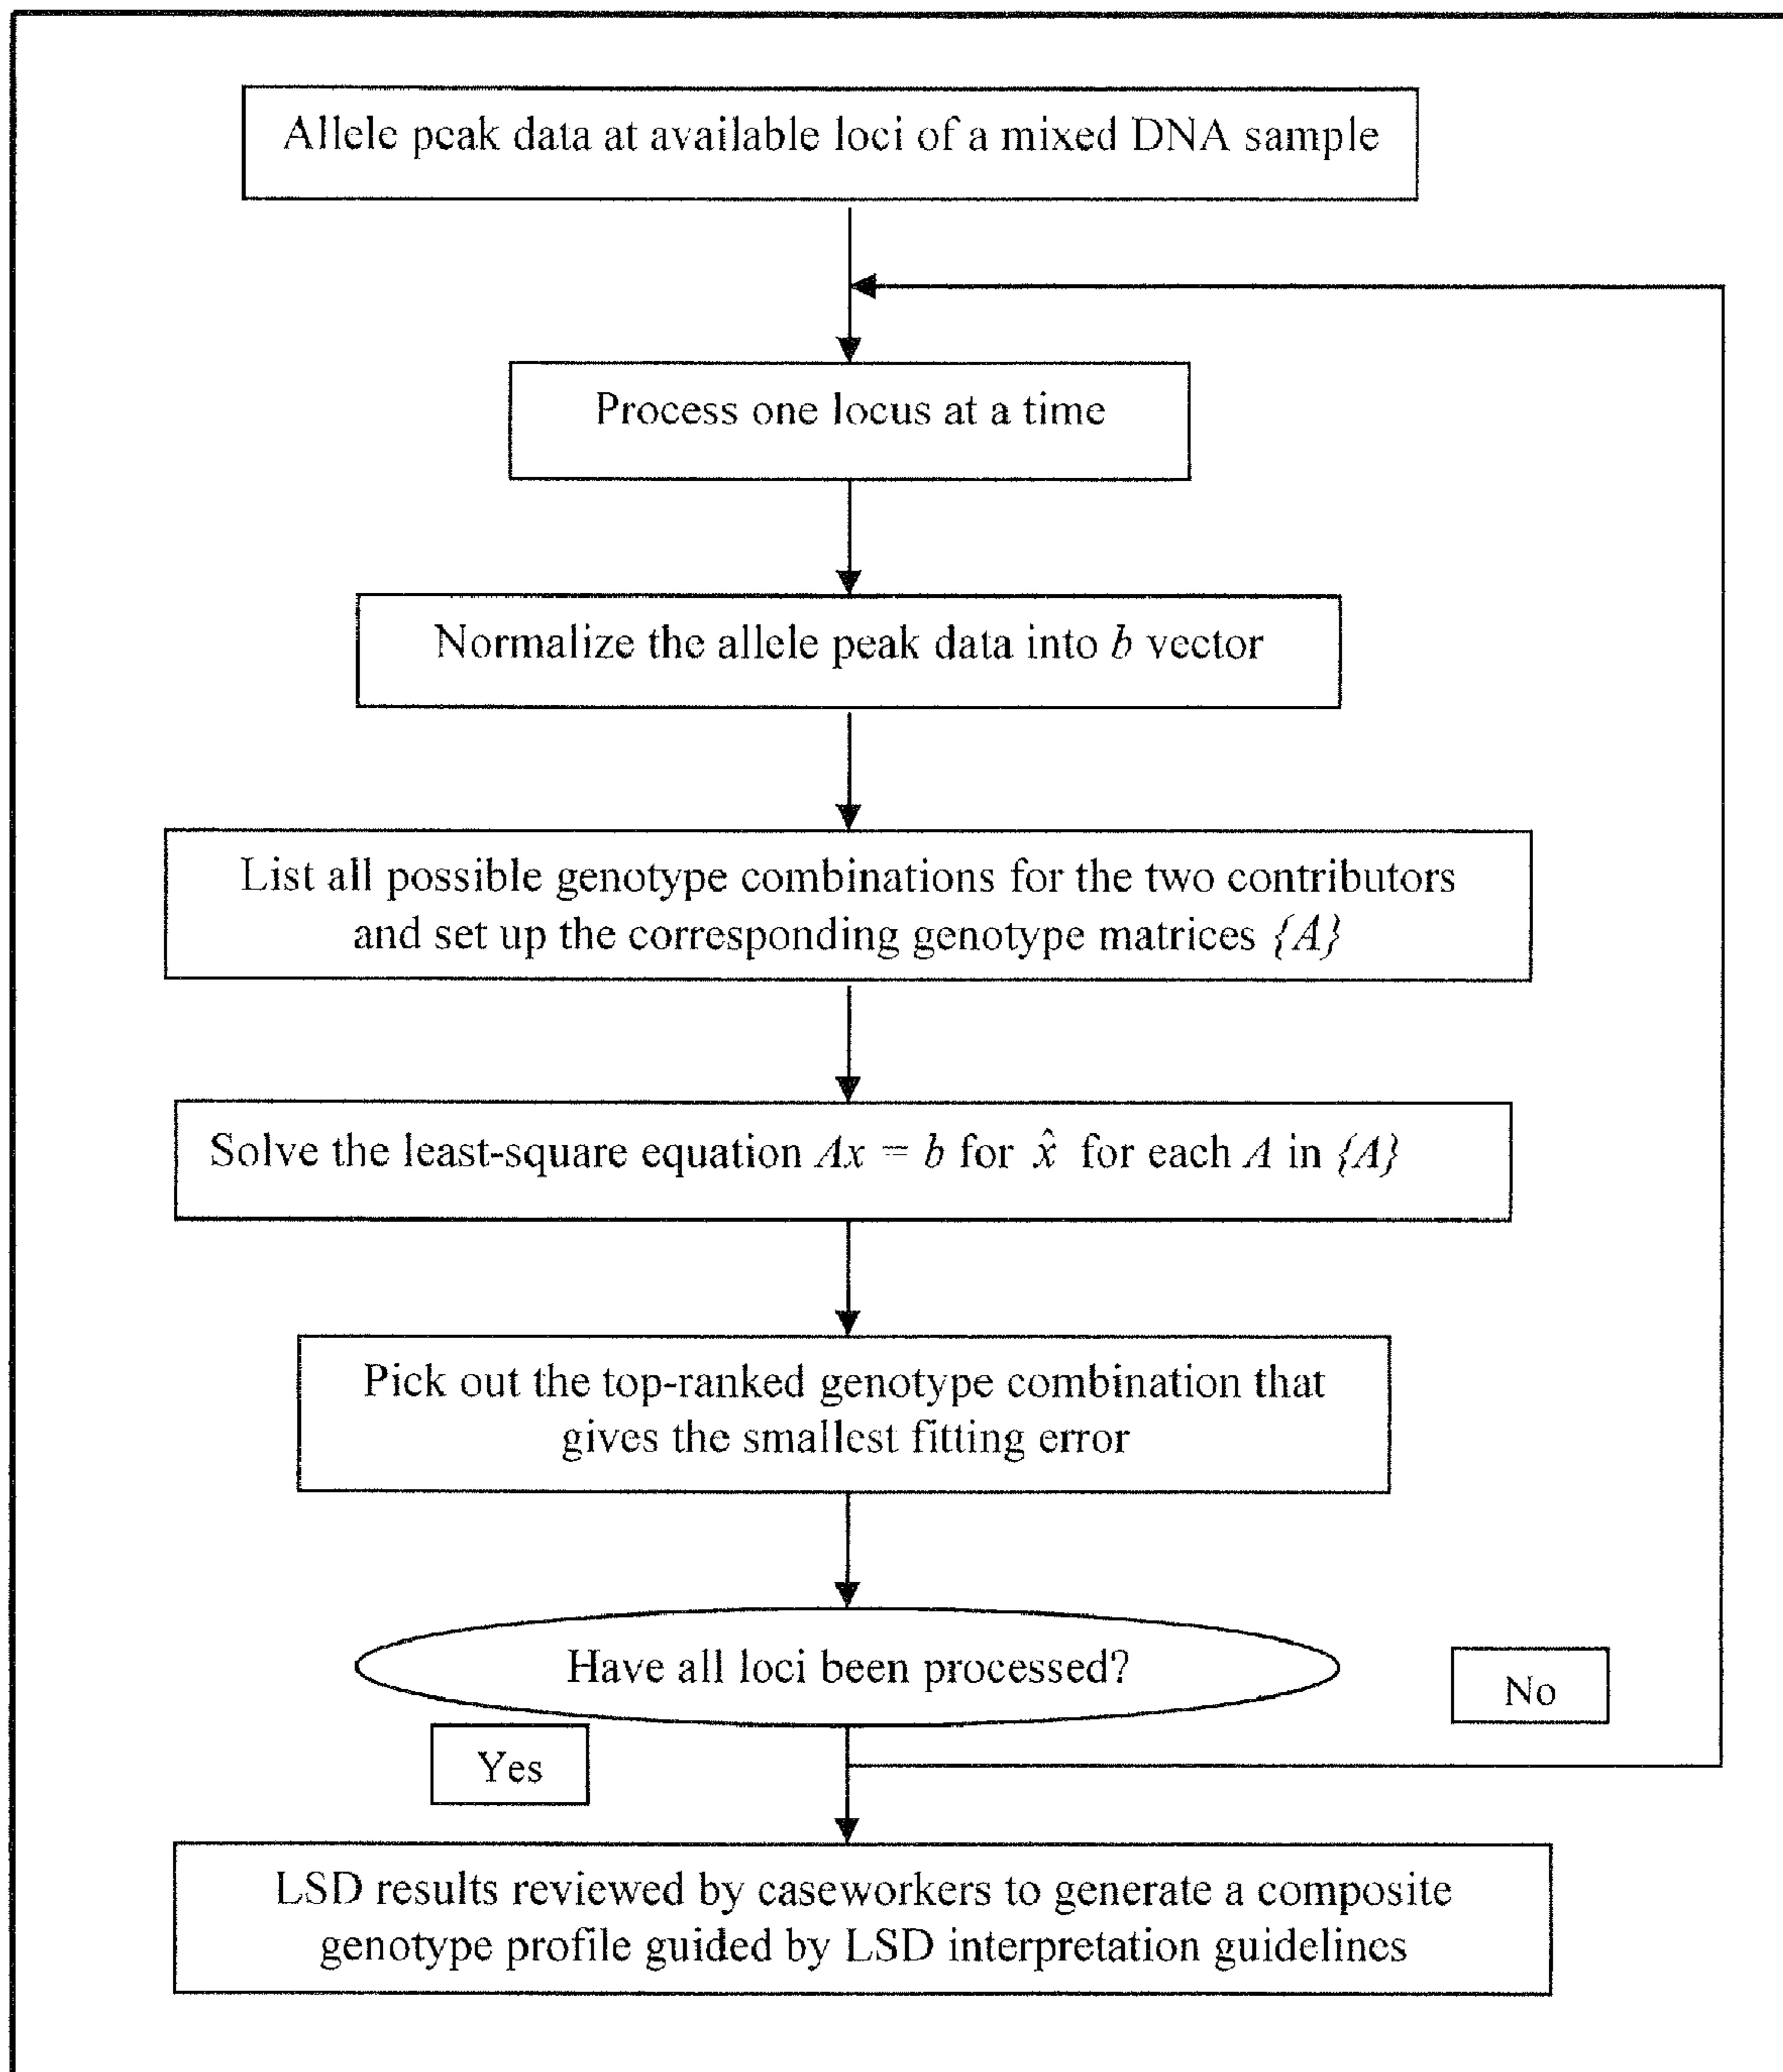 Allele peak data at available loci of a mixed DNA sample
Process one locus at a time
Normalize the allele peak data into b vector
List all possible genotype combinations for the two contributors
and set up the corresponding genotype matrices {A}
Solve the least-square equation Ax = b for x̂ for each A in {A}
Pick out the top-ranked genotype combination that
gives the smallest fitting error
Have all loci been processed?
No
Yes
LSD results reviewed by caseworkers to generate a composite
genotype profile guided by LSD interpretation guidelines